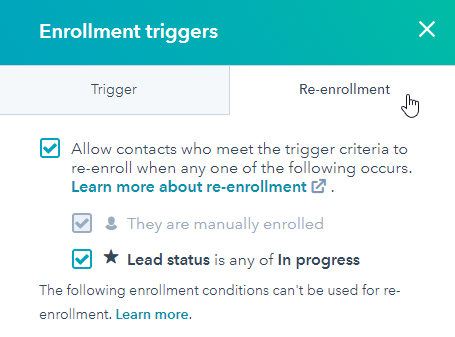 Enrollment triggers
Trigger
Re-enrollment
Allow contacts who meet the trigger criteria to
re-enroll when any one of the following occurs.
Learn more about re-enrollment .
They are manually enrolled
Lead status is any of In progress
The following enrollment conditions can't be used for re-
enrollment. Learn more.